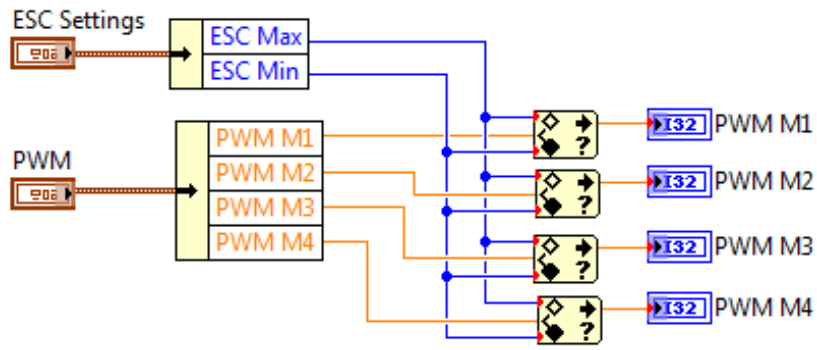 ESC Settings
ESC Max
ESC Min
PWM
PWM M1
PWM M2
PWM M3
PWM M4
?
I32 PWM M1
?
I32 PWM M2
?
I32 PWM M3
?
I32 PWM M4